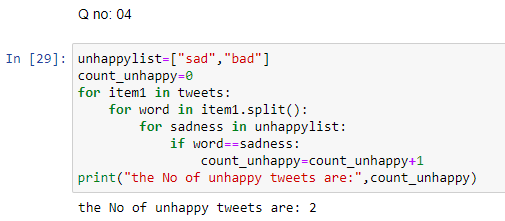 Q no: 04
In [29]: unhappylist=["sad","bad"]
count_unhappy=0
for item1 in tweets:
    for word in item1.split():
        for sadness in unhappylist:
            if word==sadness:
                count_unhappy=count_unhappy+1
print("the No of unhappy tweets are:",count_unhappy)
the No of unhappy tweets are: 2